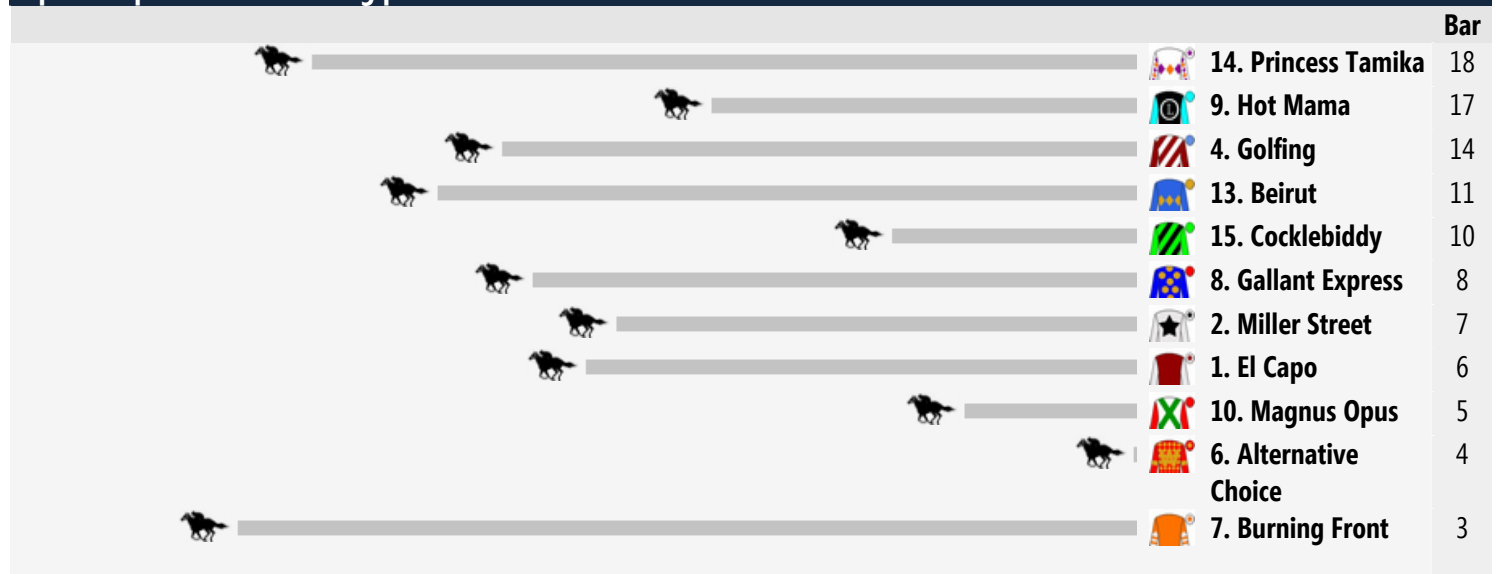 Bar
14. Princess Tamika 18
9. Hot Mama 17
4. Golfing 14
13. Beirut 11
15. Cocklebiddy 10
8. Gallant Express 8
2. Miller Street 7
1. El Capo 6
10. Magnus Opus 5
6. Alternative 4
Choice
7. Burning Front 3